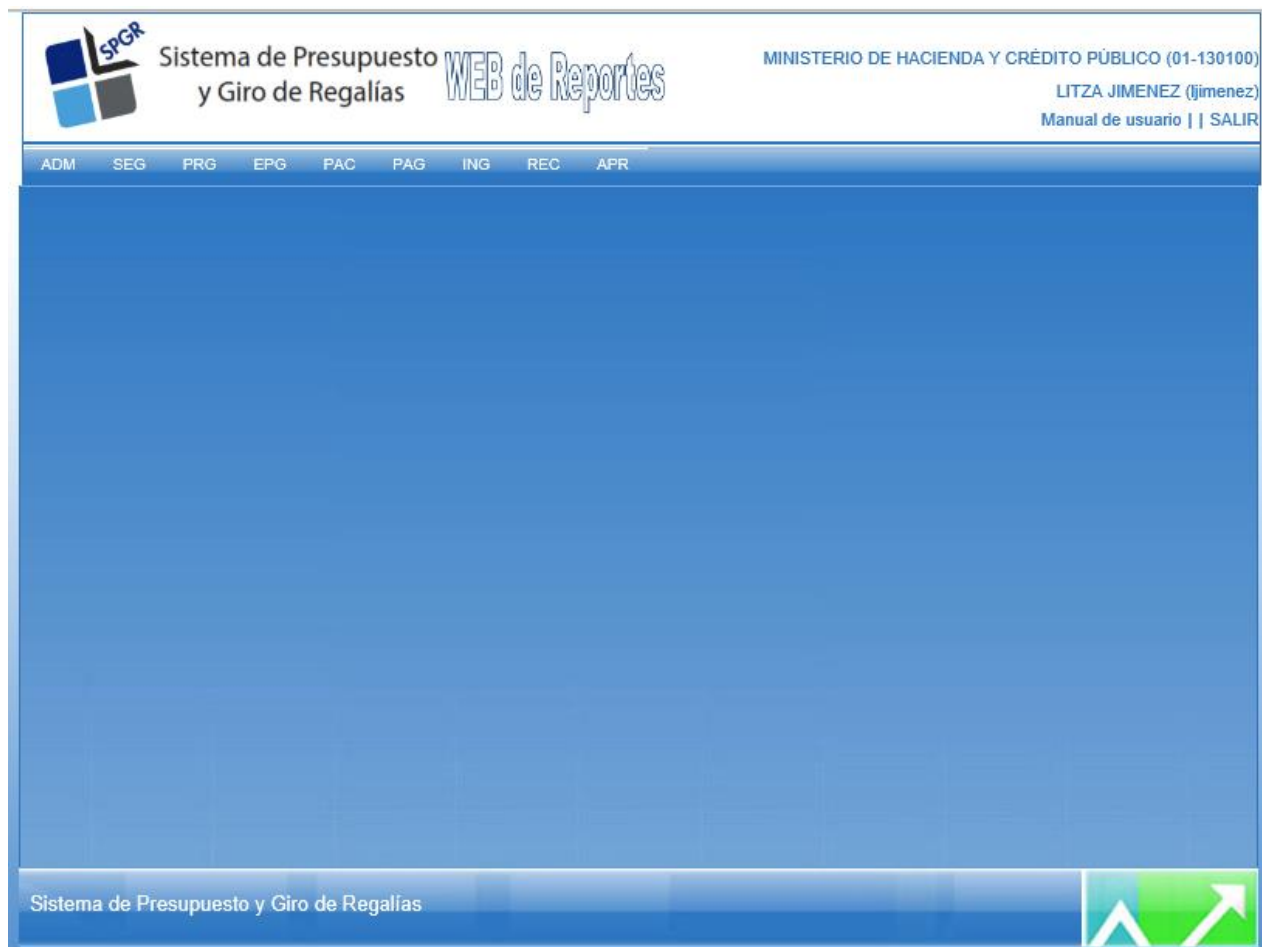 SPGR
Sistema de Presupuesto
y Giro de Regalías
WEB de Reportes
MINISTERIO DE HACIENDA Y CRÉDITO PÚBLICO (01-130100)
LITZA JIMENEZ (ljimenez)
Manual de usuario | | SALIR
ADM SEG PRG EPG PAC PAG ING REC APR
Sistema de Presupuesto y Giro de Regalías